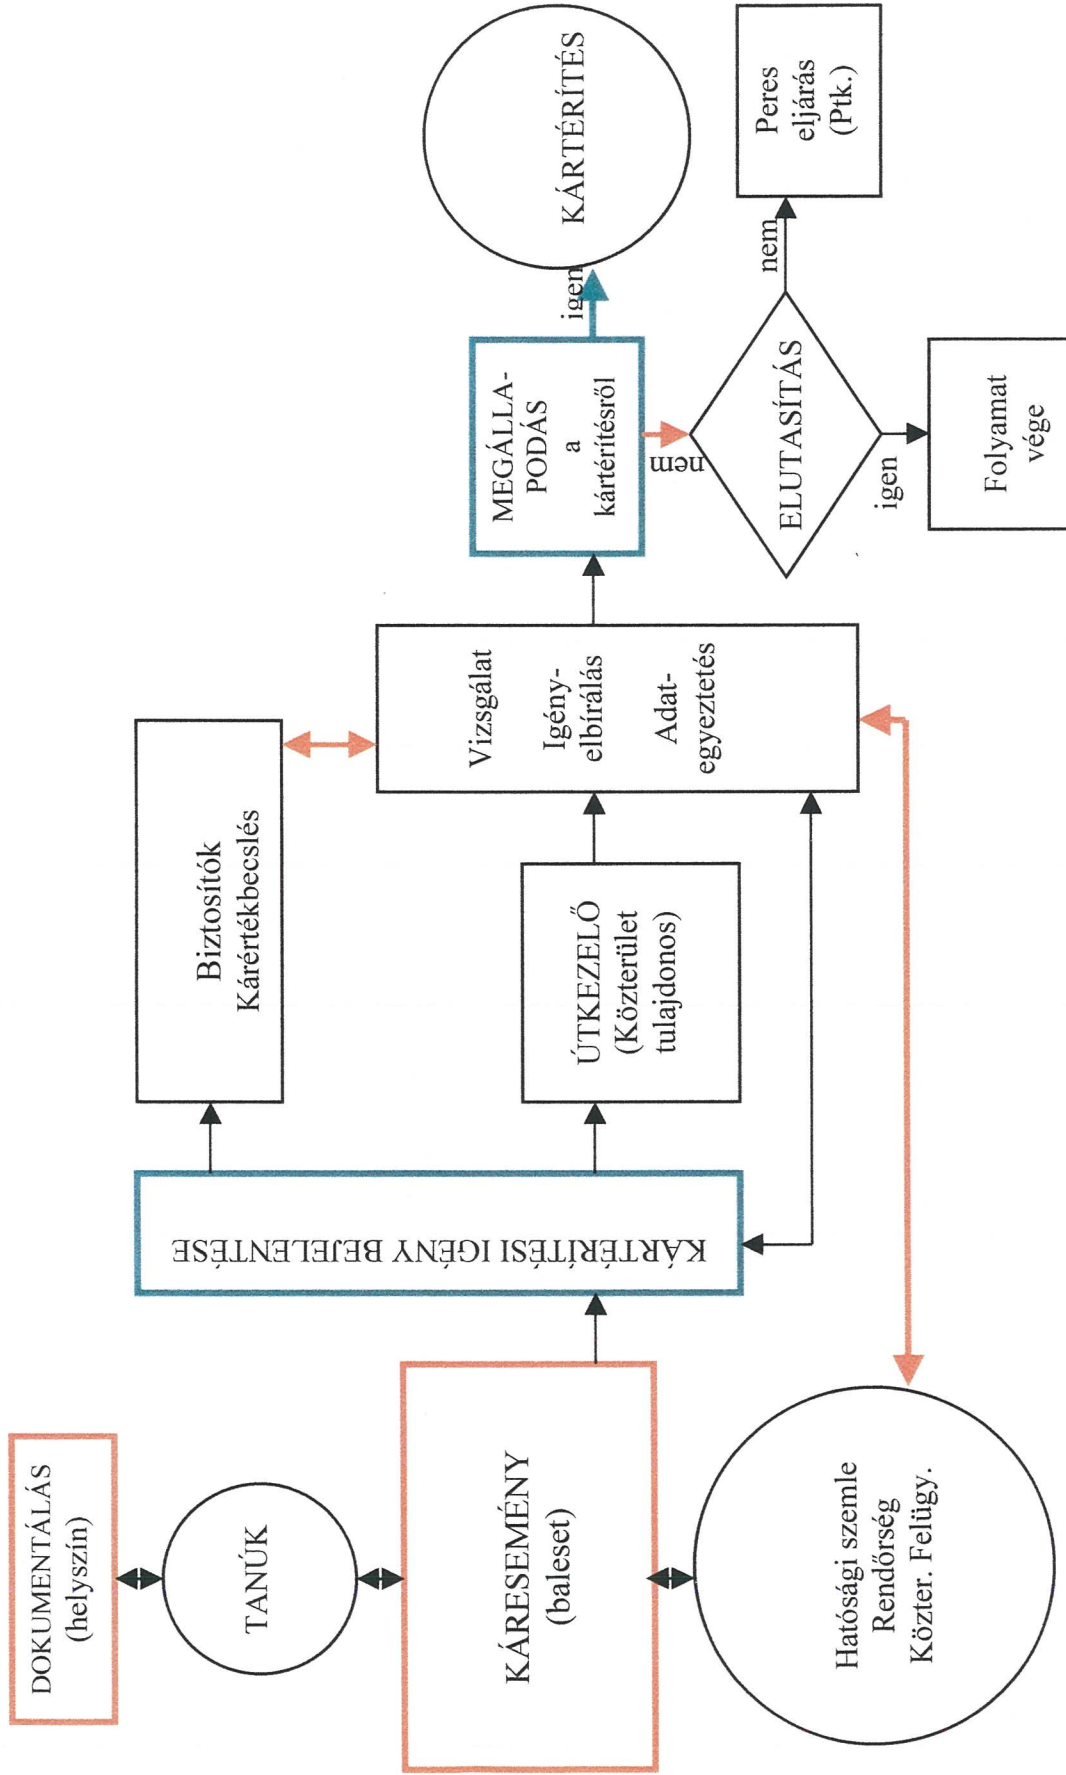 DOKUMENTÁLÁS
(helyszín)
TANÚK
KÁRESEMÉNY
(baleset)
Hatósági szemle
Rendőrség
Közter. Felügy.
KÁRTÉRÍTÉSI IGÉNY BEJELENTÉSE
Biztosítók
Kárértékbecslés
ÚTKEZELŐ
(Közterület
tulajdonos)
Vizsgálat
Igény-
elbírálás
Adat-
egyeztetés
MEGÁLLA-
PODÁS
a
kártérítésről
igen
KÁRTÉRÍTÉS
nem
ELUTASÍTÁS
nem
Peres
eljárás
(Ptk.)
igen
Folyamat
vége